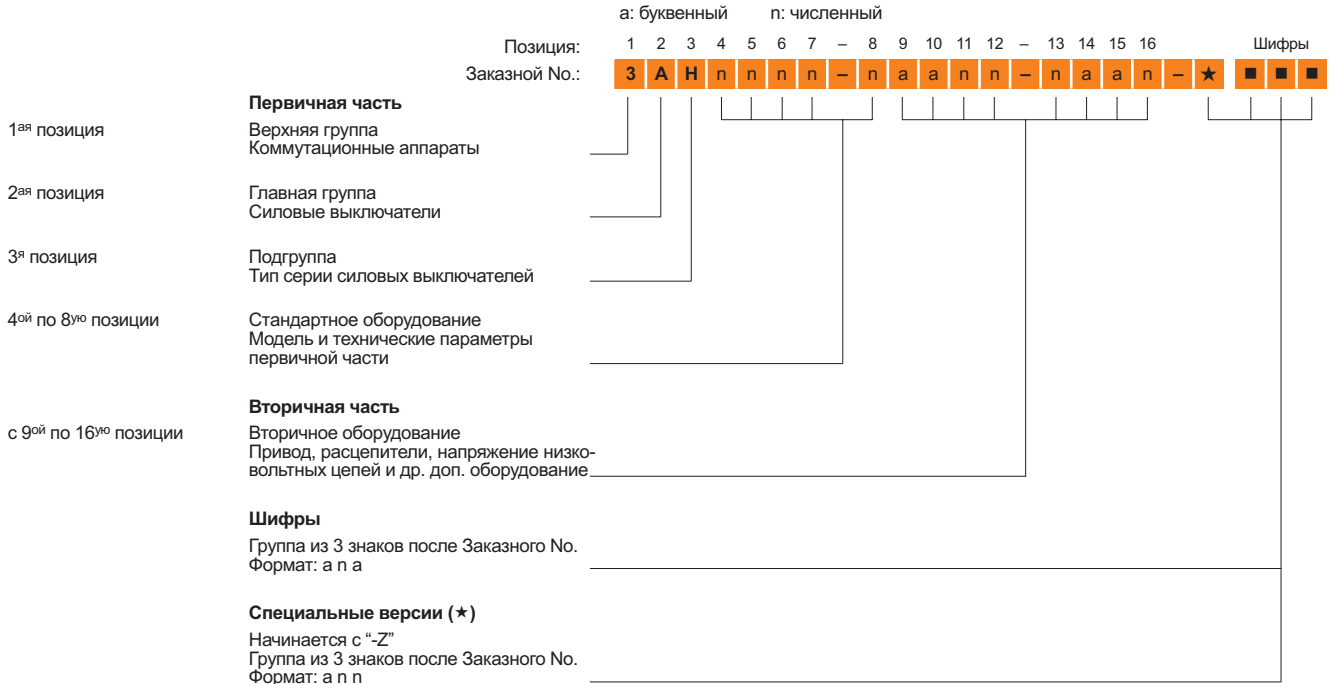 a: буквенный n: численный
Позиция: 1 2 3 4 5 6 7 – 8 9 10 11 12 – 13 14 15 16 Шифры
Заказной No.: 3 A H n n n n – n a a n n – n a a n – ★ ■ ■ ■
Первичная часть
1ая позиция Верхняя группа
Коммутационные аппараты
2ая позиция Главная группа
Силовые выключатели
3я позиция Подгруппа
Тип серии силовых выключателей
4ой по 8ую позиции Стандартное оборудование
Модель и технические параметры
первичной части
Вторичная часть
с 9ой по 16ую позиции Вторичное оборудование
Привод, расцепители, напряжение низко-
вольтных цепей и др. доп. оборудование
Шифры
Группа из 3 знаков после Заказного No.
Формат: a n a
Специальные версии (★)
Начинается с “-Z”
Группа из 3 знаков после Заказного No.
Формат: a n n